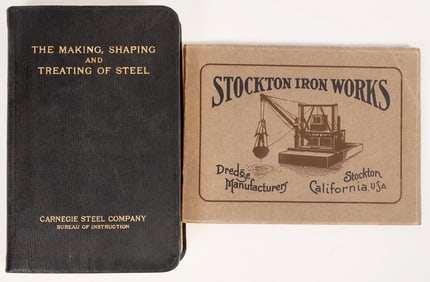 THE MAKING, SHAPING
AND
TREATING OF STEEL
CARNEGIE STEEL COMPANY
BUREAU OF INSTRUCTION
STOCKTON IRON WORKS
Dredge
Manufacturers
Stockton
California, USA